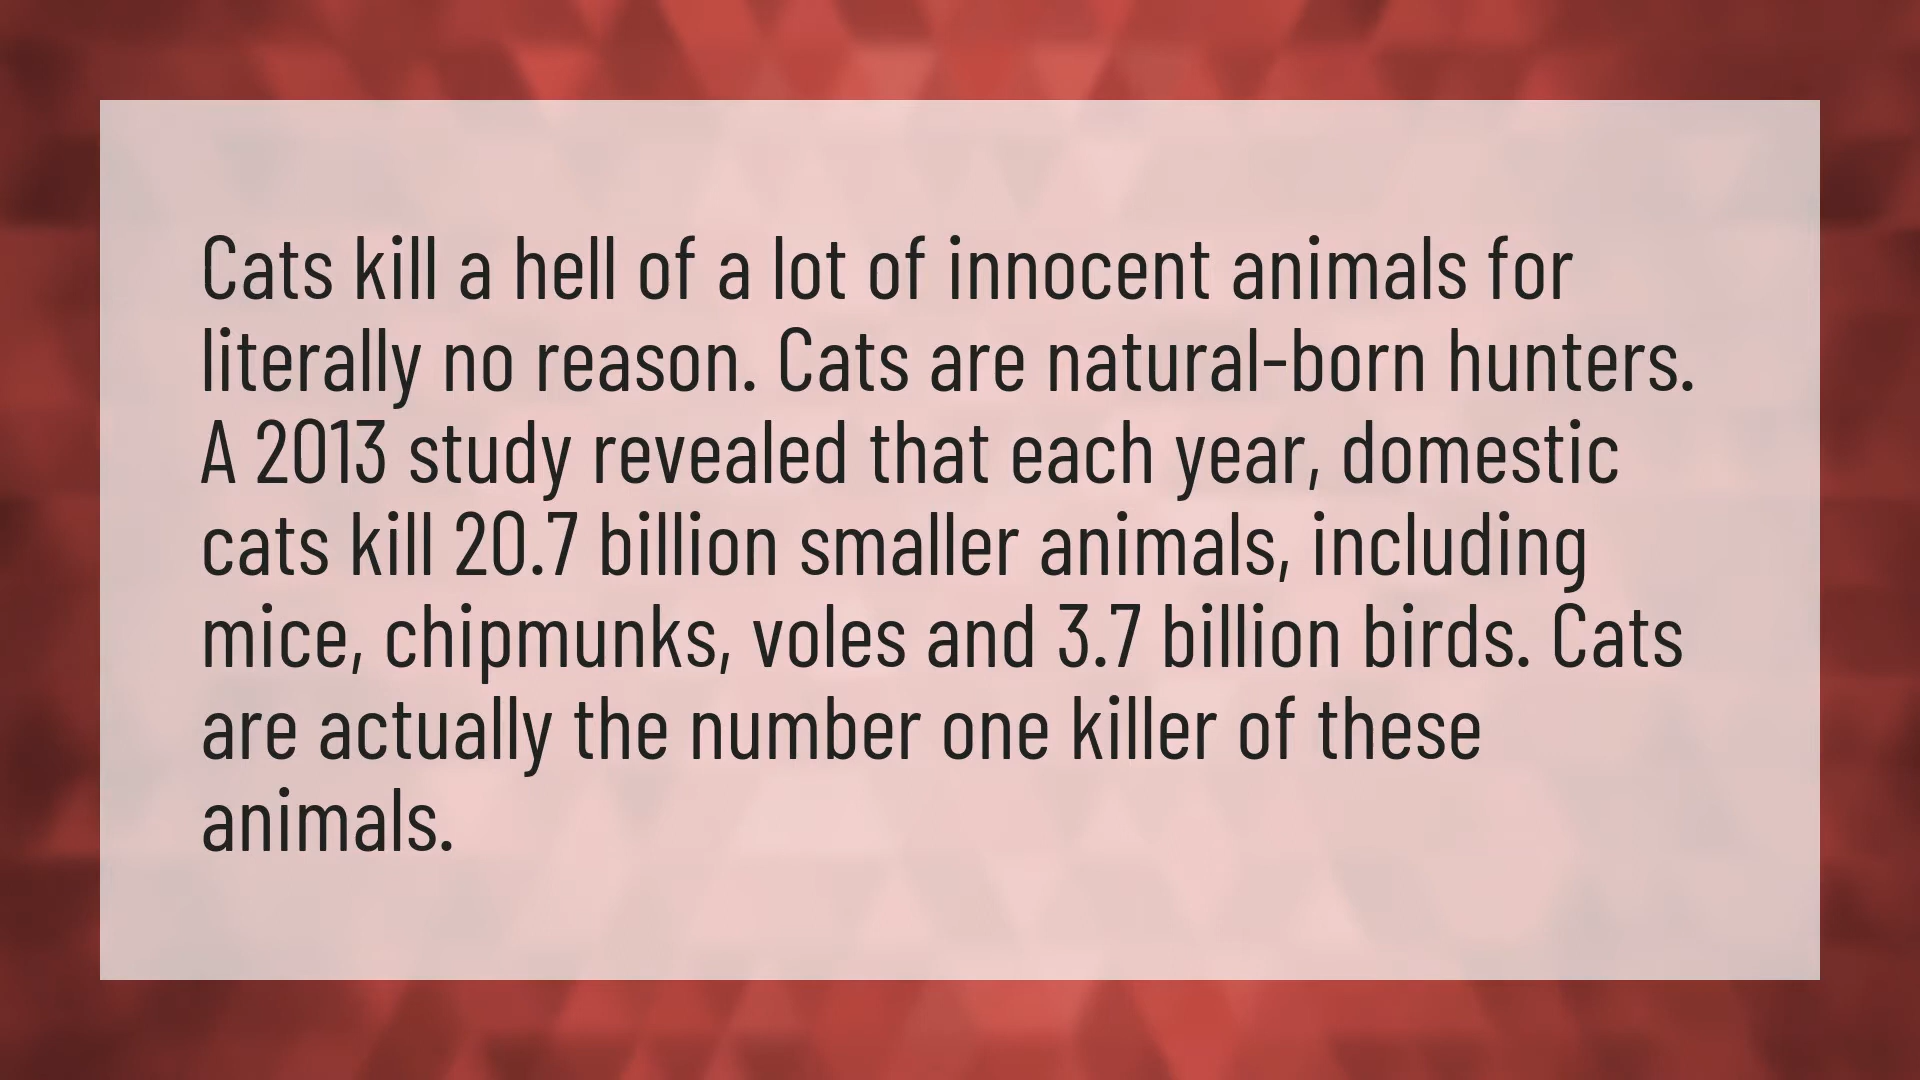 Cats kill a hell of a lot of innocent animals for
literally no reason. Cats are natural-born hunters.
A 2013 study revealed that each year, domestic
cats kill 20.7 billion smaller animals, including
mice, chipmunks, voles and 3.7 billion birds. Cats
are actually the number one killer of these
animals.